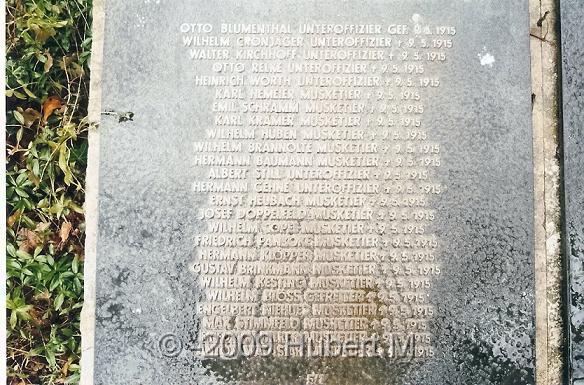 OTTO BLUMENTHAL UNTEROFFIZIER GEF. 9.5.1915
WILHELM CRONJÄGER UNTEROFFIZIER + 9.5.1915
WALTER KIRCHHOFF UNTEROFFIZIER + 9.5.1915
OTTO REINE UNTEROFFIZIER + 9.5.1915
HEINRICH WORTH UNTEROFFIZIER + 9.5.1915
KARL HEMEIER MUSKETIER + 9.5.1915
EMIL SCHRAMM MUSKETIER + 9.5.1915
KARL KRAMER MUSKETIER + 9.5.1915
WILHELM HUBEN MUSKETIER + 9.5.1915
WILHELM BRANNOLTE MUSKETIER + 9.5.1915
HERMANN BAUMANN MUSKETIER + 9.5.1915
ALBERT STILL UNTEROFFIZIER + 9.5.1915
HERMANN GEHNE UNTEROFFIZIER + 9.5.1915
ERNST HEUBACH MUSKETIER + 9.5.1915
JOSEF DOPPELFELD MUSKETIER + 9.5.1915
WILHELM MUSKETIER + 9.5.1915
FRIEDRICH MUSKETIER + 9.5.1915
HERMANN KLÖPPER MUSKETIER + 9.5.1915
GUSTAV BRINKMANN MUSKETIER + 9.5.1915
WILHELM KESTING MUSKETIER + 9.5.1915
WILHELM BLOSS GEFREITER + 9.5.1915
ENGELBERT NIEHUES MUSKETIER + 9.5.1915
MAX STIMMFELD MUSKETIER + 9.5.1915
MUSKETIER + 9.5.1915
© 2009 Hubert M.